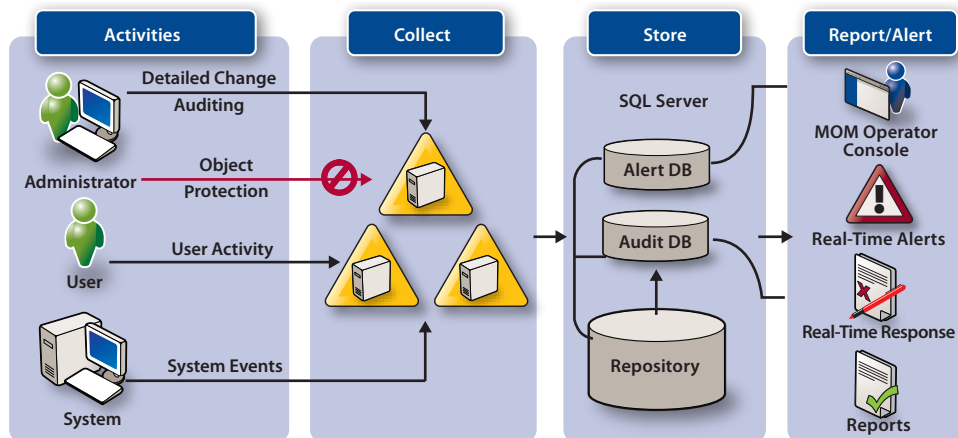 Activities
Collect
Store
Report/Alert
Detailed Change
Auditing
Administrator
Object
Protection
User
User Activity
System
System Events
SQL Server
Alert DB
Audit DB
Repository
MOM Operator
Console
Real-Time Alerts
Real-Time Response
Reports